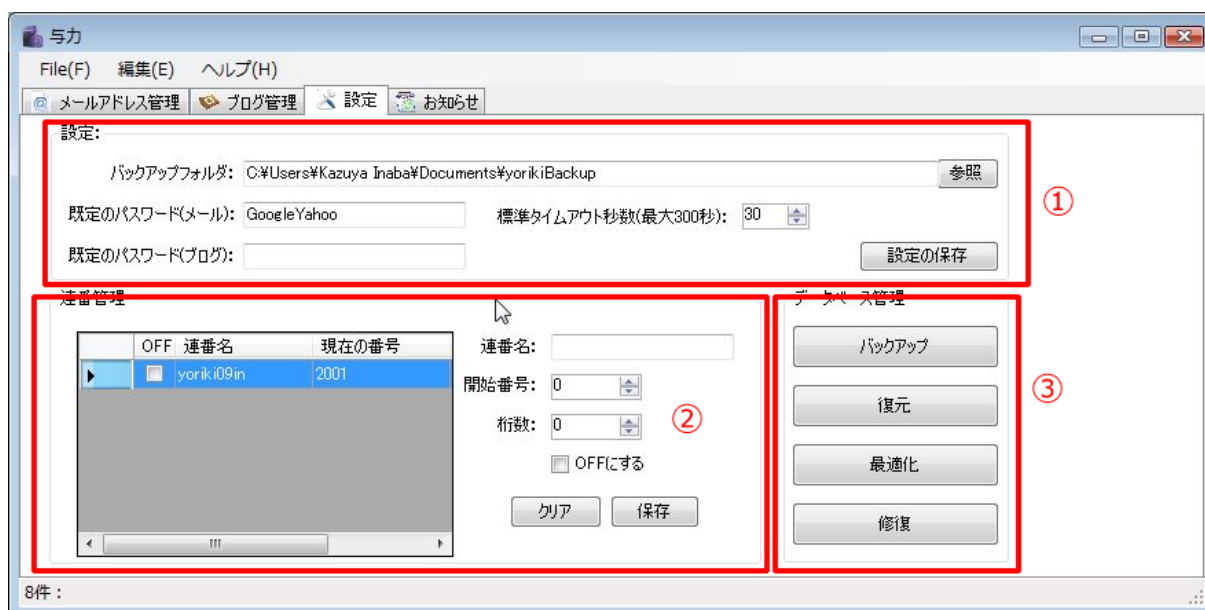 与力
File(F) 編集(E) ヘルプ(H)
メールアドレス管理 ブログ管理 設定 お知らせ
設定:
バックアップフォルダ: C:¥Users¥Kazuya Inaba¥Documents¥yorikiBackup 参照
既定のパスワード(メール): GoogleYahoo 標準タイムアウト秒数(最大300秒): 30
①
既定のパスワード(ブログ): 設定の保存
連番管理
OFF 連番名 現在の番号
yoriki09in 2001
連番名:
開始番号: 0
桁数: 0
②
OFFにする
クリア 保存
データベース管理
バックアップ
復元
③
最適化
修復
8件: